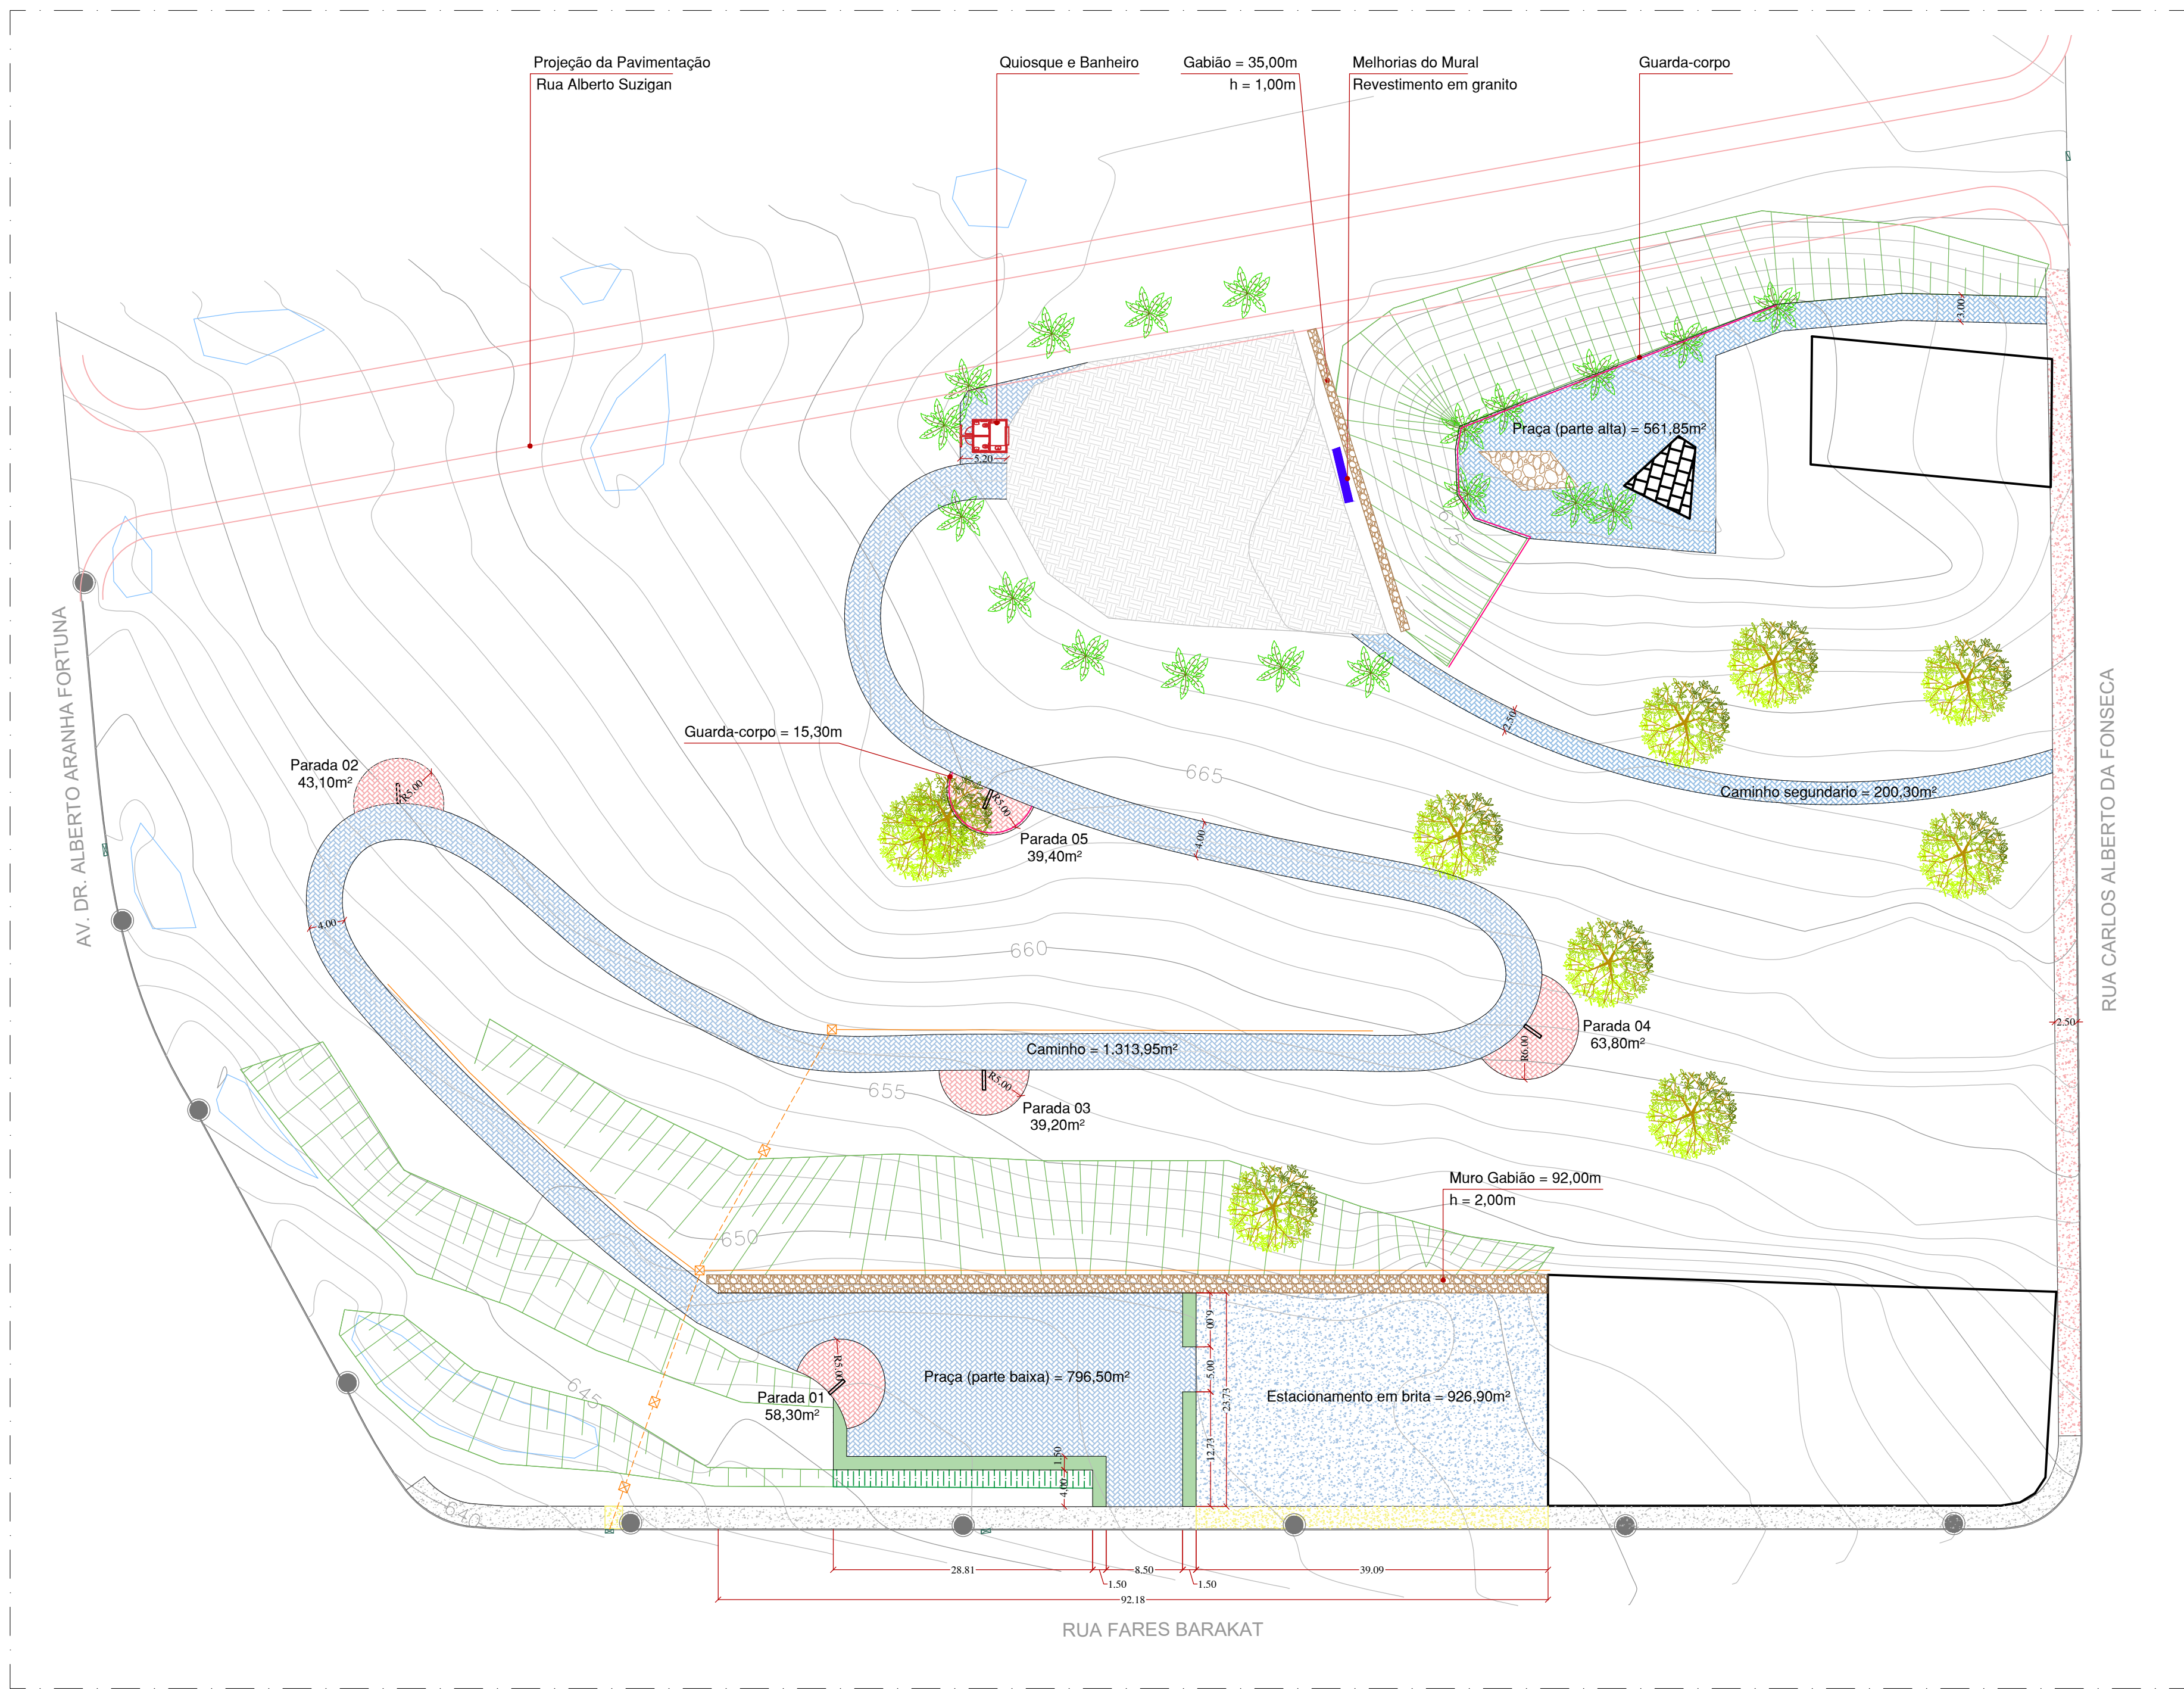 Projeção da Pavimentação
Rua Alberto Suzigan
Quiosque e Banheiro
Gabião = 35,00m
h = 1,00m
Melhorias do Mural
Revestimento em granito
Guarda-corpo
3.00
Praça (parte alta) = 561,85m²
5.20
675
AV. DR. ALBERTO ARANHA FORTUNA
RUA CARLOS ALBERTO DA FONSECA
2.50
Guarda-corpo = 15,30m
Parada 02
43,10m²
R5.00
665
Caminho segundario = 200,30m²
R5.00
Parada 05
39,40m²
4.00
4.00
660
Parada 04
63,80m²
R6.00
2.50
Caminho = 1.313,95m²
655
R5.00
Parada 03
39,20m²
Muro Gabião = 92,00m
h = 2,00m
650
6.00
5.00
23.73
12.73
R5.00
Praça (parte baixa) = 796,50m²
Estacionamento em brita = 926,90m²
Parada 01
58,30m²
645
1.50
4.00
640
28.81
8.50
39.09
1.50
1.50
92.18
RUA FARES BARAKAT